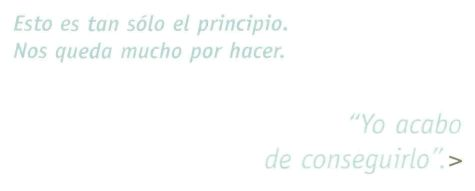 Esto es tan sólo el principio.
Nos queda mucho por hacer.
“Yo acabo
de conseguirlo”.>